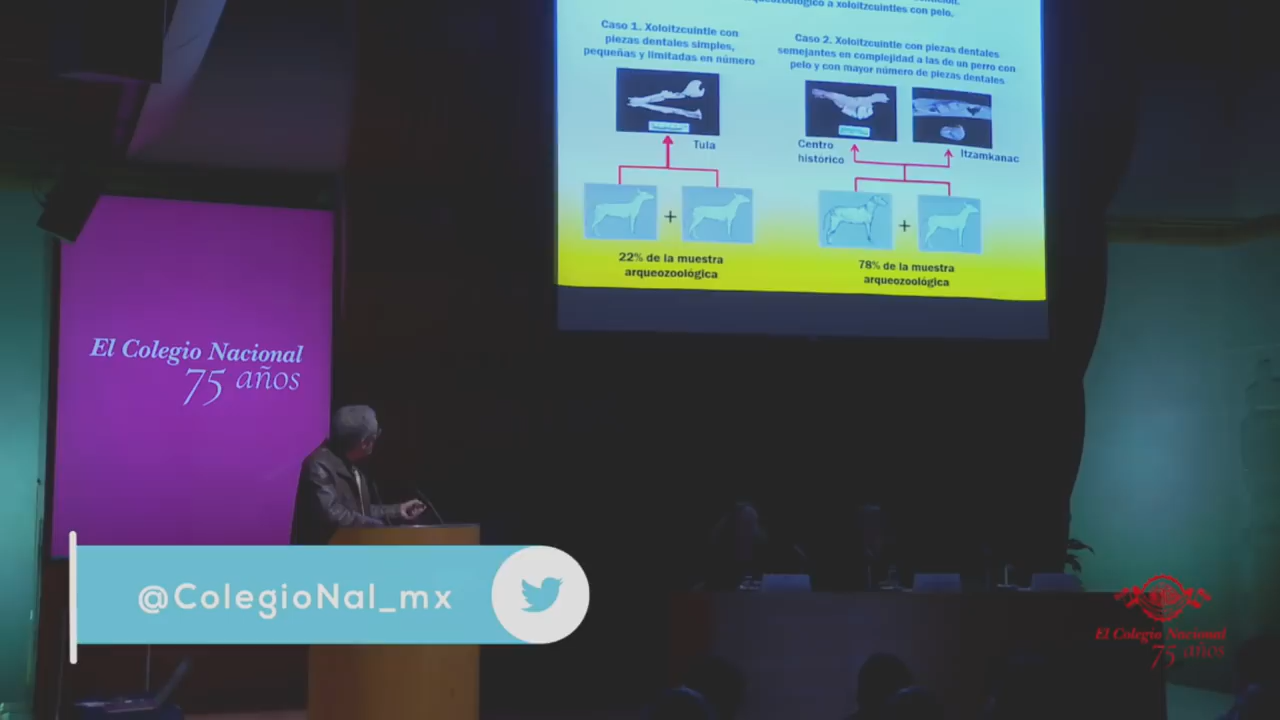 arqueozoológico a xoloitzcuintles con pelo.
Caso 1. Xoloitzcuintle con
piezas dentales simples,
pequeñas y limitadas en número
Tula
+
22% de la muestra
arqueozoológica
Caso 2. Xoloitzcuintle con piezas dentales
semejantes en complejidad a las de un perro con
pelo y con mayor número de piezas dentales
Centro
histórico
Itzamkanac
+
78% de la muestra
arqueozoológica
El Colegio Nacional
75 años
@ColegioNal_mx
El Colegio Nacional
75 años